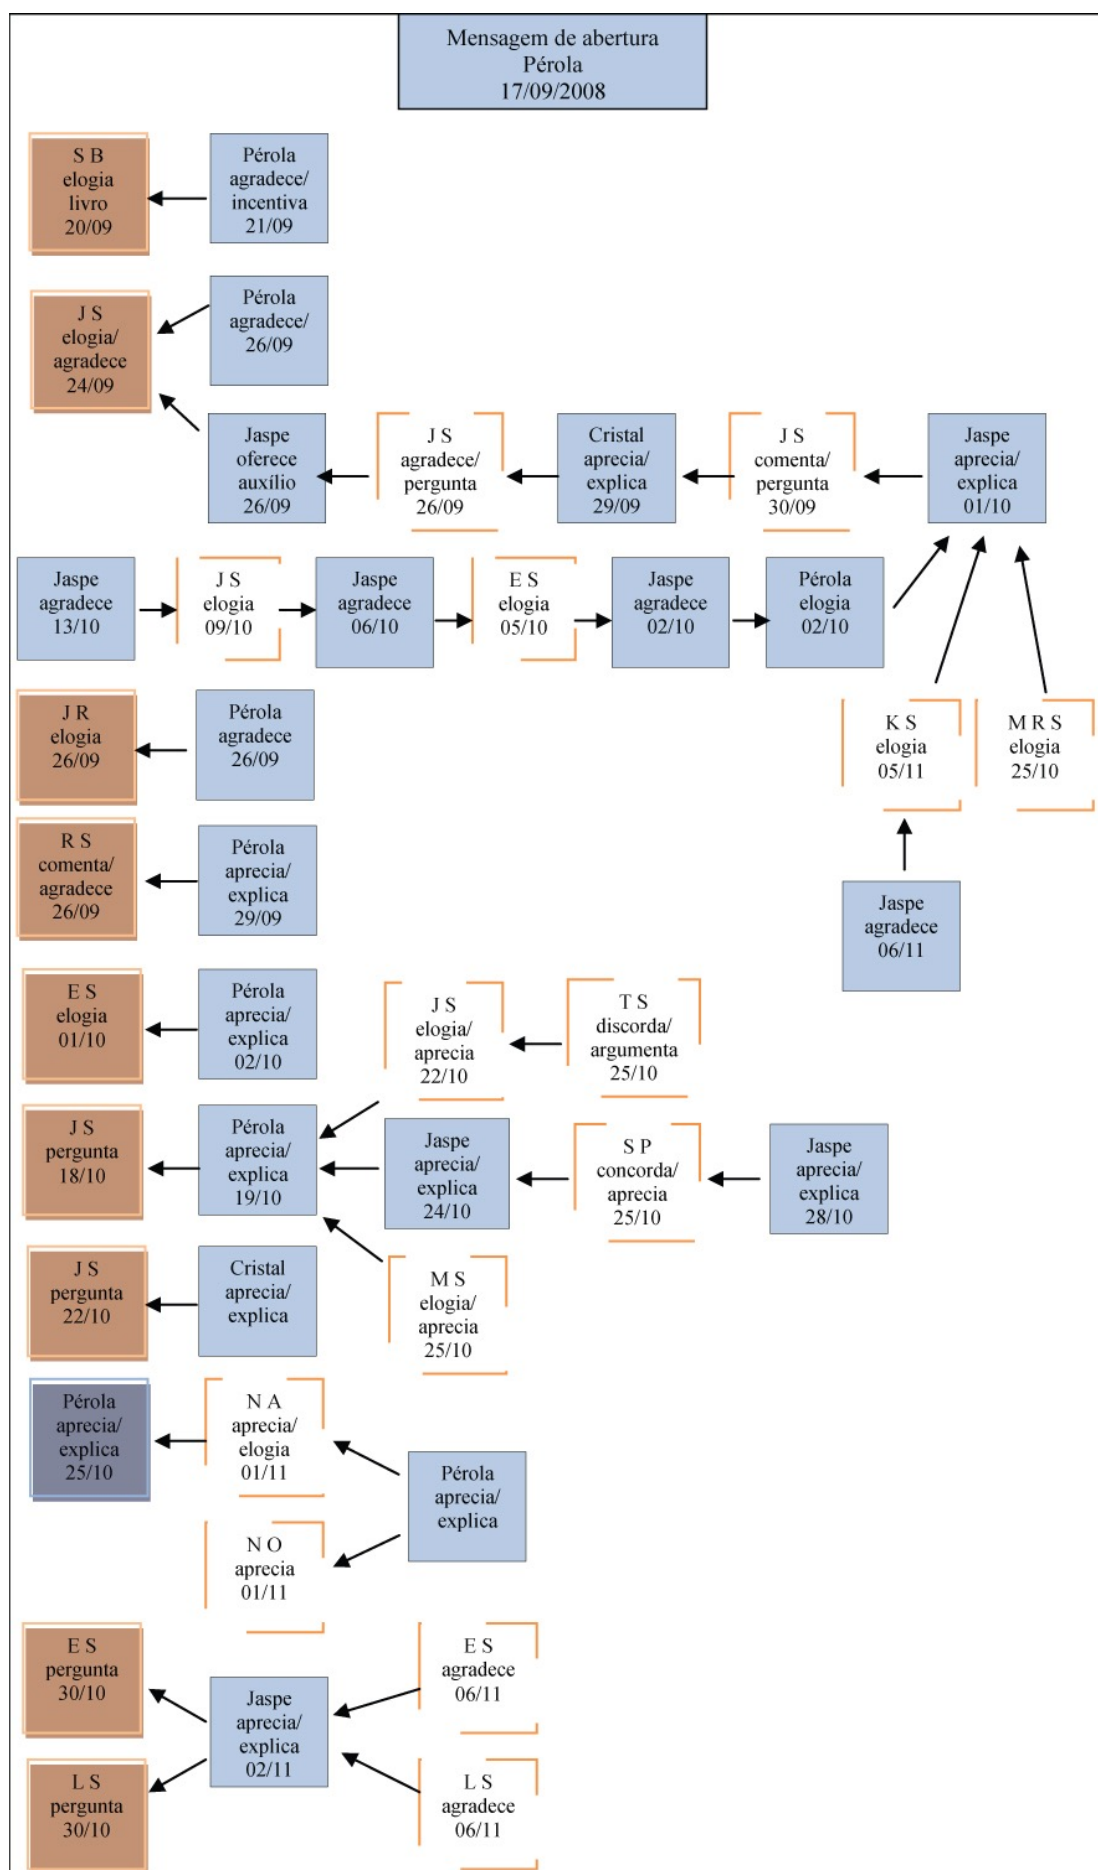 Mensagem de abertura
Pérola
17/09/2008
S B
elogia
livro
20/09
Pérola
agradece/
incentiva
21/09
J S
elogia/
agradece
24/09
Pérola
agradece/
26/09
Jaspe
oferece
auxílio
26/09
J S
agradece/
pergunta
26/09
Cristal
aprecia/
explica
29/09
J S
comenta/
pergunta
30/09
Jaspe
aprecia/
explica
01/10
Jaspe
agradece
13/10
J S
elogia
09/10
Jaspe
agradece
06/10
E S
elogia
05/10
Jaspe
agradece
02/10
Pérola
elogia
02/10
J R
elogia
26/09
Pérola
agradece
26/09
K S
elogia
05/11
M R S
elogia
25/10
R S
comenta/
agradece
26/09
Pérola
aprecia/
explica
29/09
Jaspe
agradece
06/11
E S
elogia
01/10
Pérola
aprecia/
explica
02/10
J S
elogia/
aprecia
22/10
T S
discorda/
argumenta
25/10
J S
pergunta
18/10
Pérola
aprecia/
explica
19/10
Jaspe
aprecia/
explica
24/10
S P
concorda/
aprecia
25/10
Jaspe
aprecia/
explica
28/10
J S
pergunta
22/10
Cristal
aprecia/
explica
M S
elogia/
aprecia
25/10
Pérola
aprecia/
explica
25/10
N A
aprecia/
elogia
01/11
Pérola
aprecia/
explica
N O
aprecia
01/11
E S
pergunta
30/10
Jaspe
aprecia/
explica
02/11
E S
agradece
06/11
L S
pergunta
30/10
L S
agradece
06/11